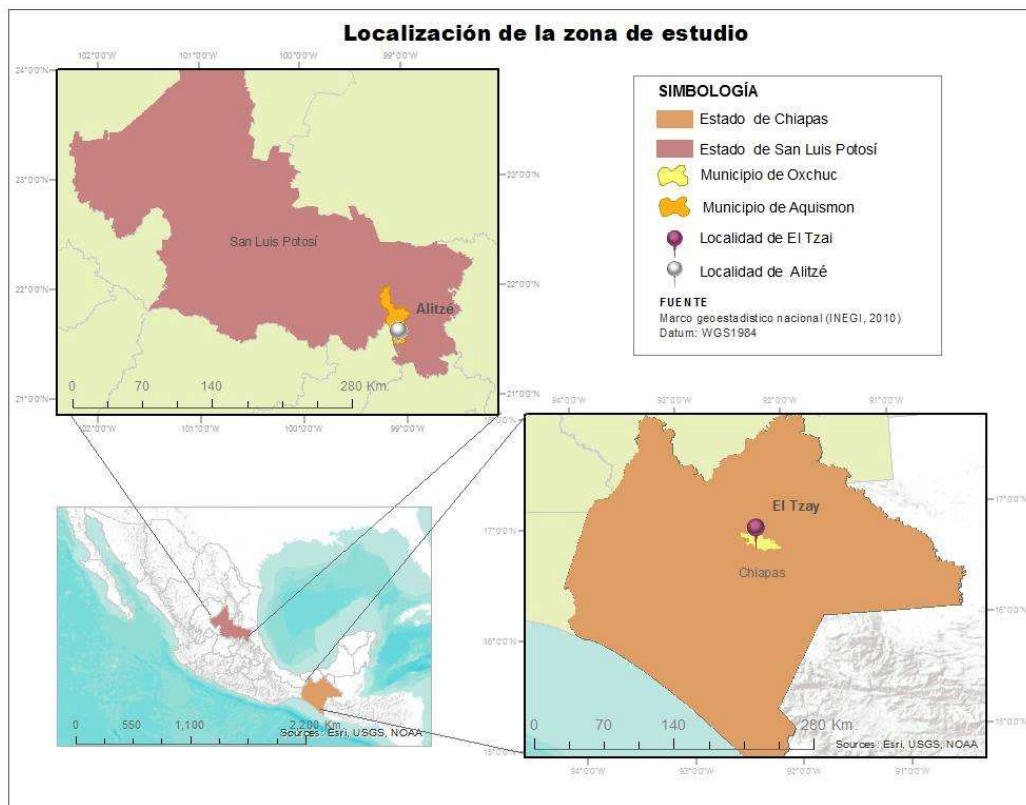 Localización de la zona de estudio
102°0'0"W 101°0'0"W 100°0'0"W 99°0'0"W
24°0'0"N
23°0'0"N 23°0'0"N
22°0'0"N 22°0'0"N
21°0'0"N 21°0'0"N
San Luis Potosí
Alitzé
0 70 140 280 Km
102°0'0"W 101°0'0"W 100°0'0"W 99°0'0"W
SIMBOLOGÍA
Estado de Chiapas
Estado de San Luis Potosí
Municipio de Oxchuc
Municipio de Aquismon
Localidad de El Tzai
Localidad de Alitzé
FUENTE
Marco geoestadistico nacional (INEGI, 2010)
Datum: WGS1984
94°0'0"W 93°0'0"W 92°0'0"W 91°0'0"W
17°0'0"N 17°0'0"N
16°0'0"N 16°0'0"N
15°0'0"N
El Tzay
Chiapas
0 70 140 280 Km
Sources: Esri, USGS, NOAA
94°0'0"W 93°0'0"W 92°0'0"W 91°0'0"W
0 550 1,100 2,200 Km
Sources: Esri, USGS, NOAA